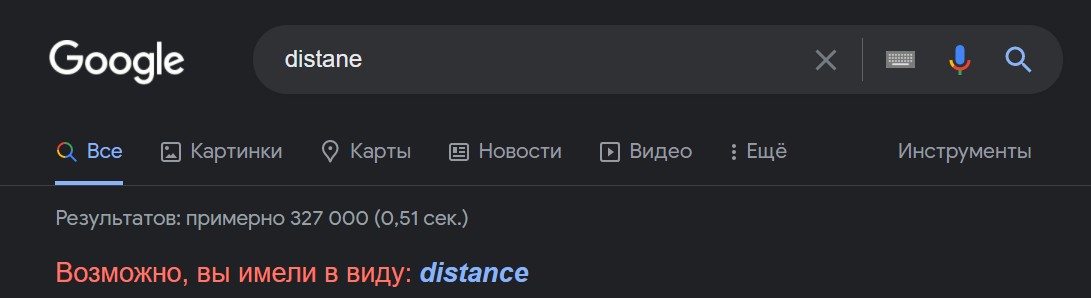 Google distane
Все Картинки Карты Новости Видео Ещё Инструменты
Результатов: примерно 327 000 (0,51 сек.)
Возможно, вы имели в виду: distance